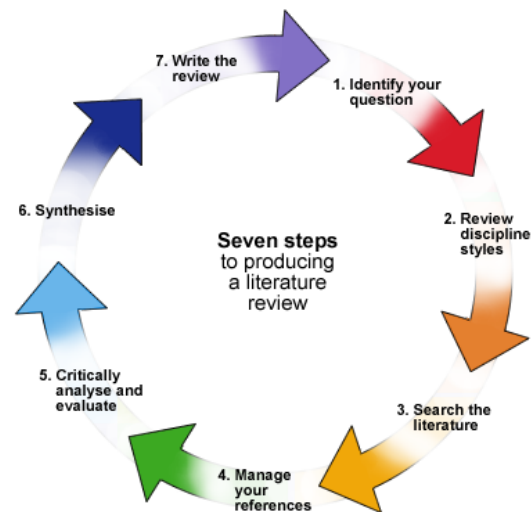 Seven steps
to producing
a literature
review
1. Identify your
question
2. Review
discipline
styles
3. Search the
literature
4. Manage
your
references
5. Critically
analyse and
evaluate
6. Synthesise
7. Write the
review